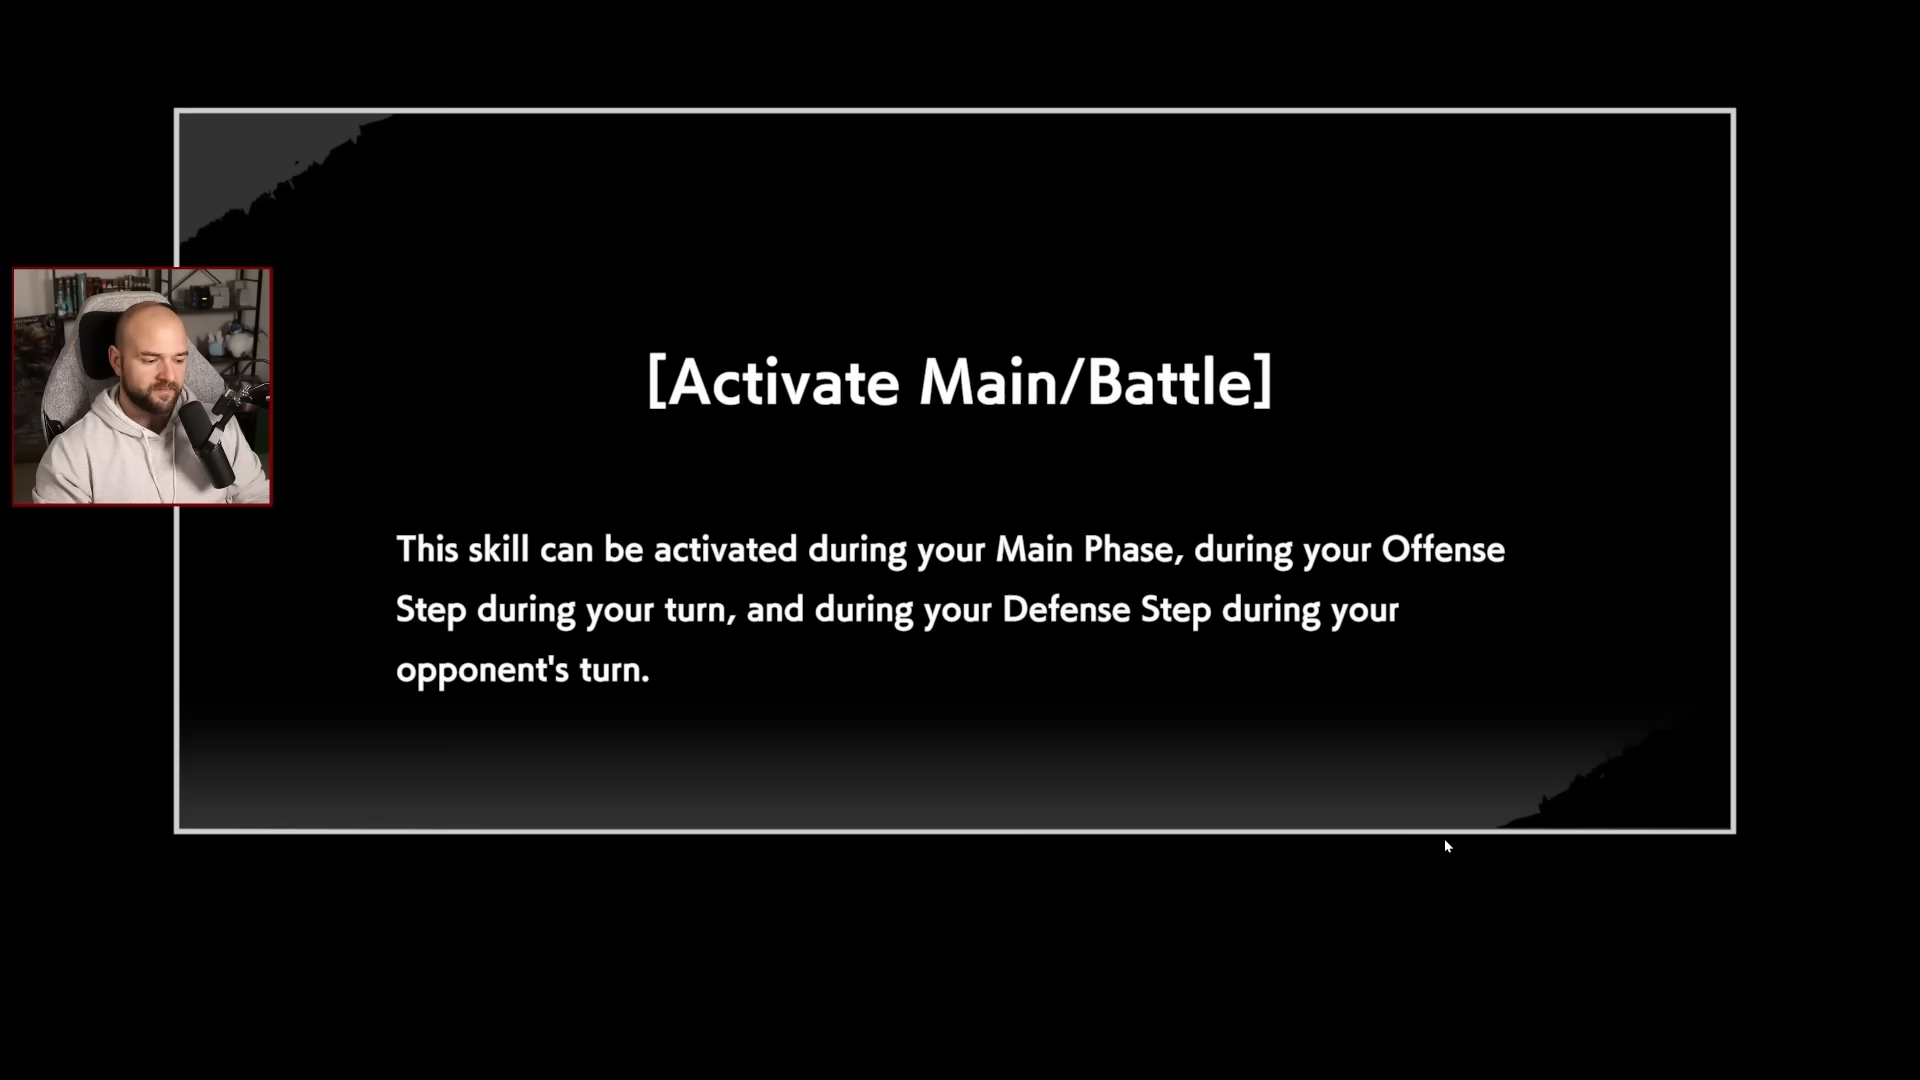 [Activate Main/Battle]
This skill can be activated during your Main Phase, during your Offense
Step during your turn, and during your Defense Step during your
opponent's turn.